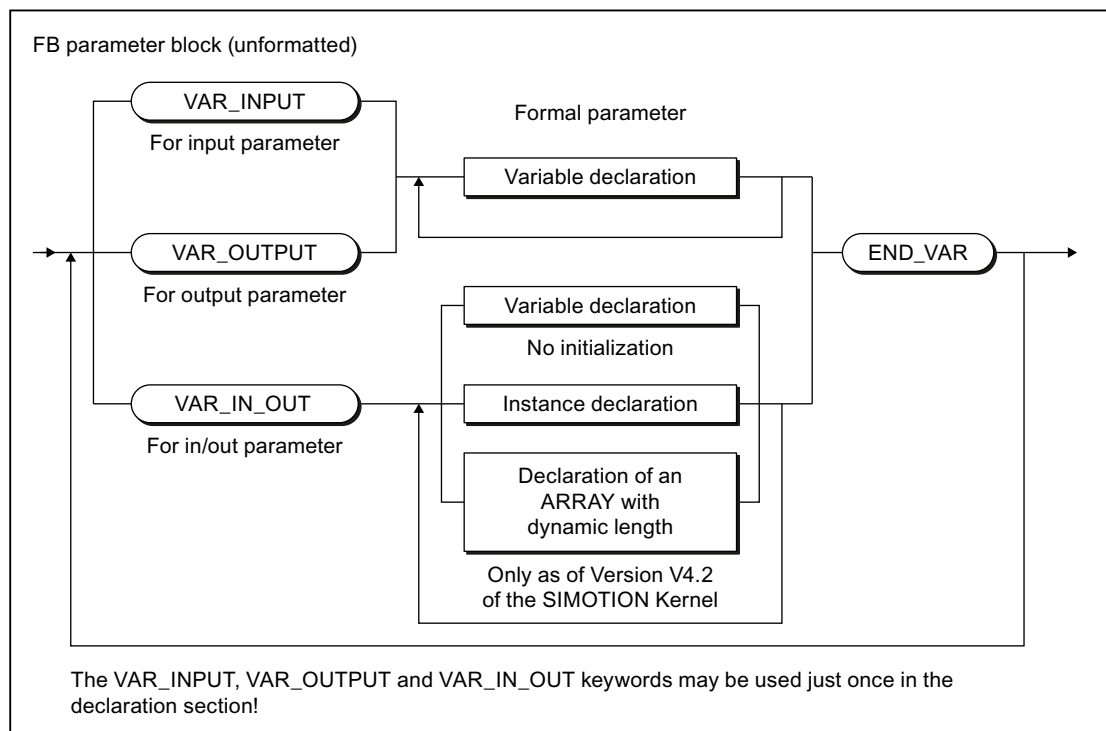 FB parameter block (unformatted)
VAR_INPUT
For input parameter
Formal parameter
Variable declaration
VAR_OUTPUT
For output parameter
END_VAR
Variable declaration
No initialization
VAR_IN_OUT
For in/out parameter
Instance declaration
Declaration of an
ARRAY with
dynamic length
Only as of Version V4.2
of the SIMOTION Kernel
The VAR_INPUT, VAR_OUTPUT and VAR_IN_OUT keywords may be used just once in the
declaration section!